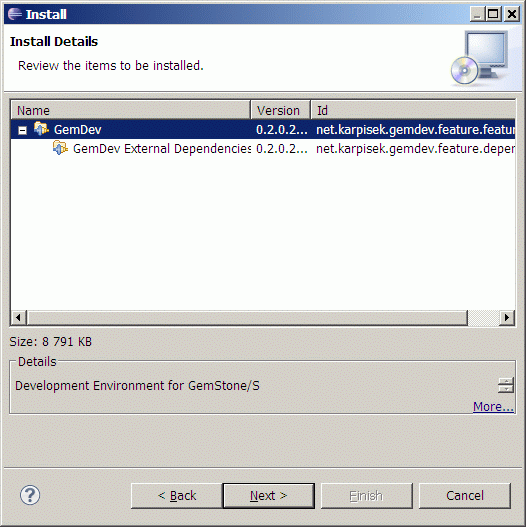 Install
Install Details
Review the items to be installed.
Name Version Id
GemDev 0.2.0.2... net.karpisek.gemdev.feature.featur
GemDev External Dependencies 0.2.0.2... net.karpisek.gemdev.feature.deper
Size: 8 791 KB
Details
Development Environment for GemStone/S
More...
< Back Next > Finish Cancel